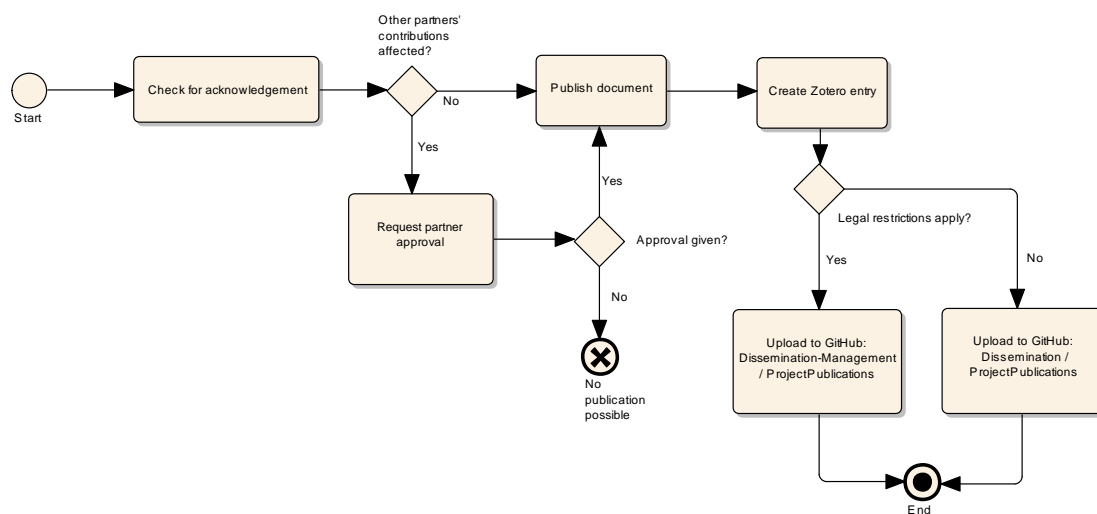 Other partners'
contributions
affected?
Start
Check for acknowledgement
No
Publish document
Create Zotero entry
Yes
Request partner
approval
Yes
Approval given?
No
No
publication
possible
Legal restrictions apply?
Yes
No
Upload to GitHub:
Dissemination-Management
/ ProjectPublications
Upload to GitHub:
Dissemination /
ProjectPublications
End